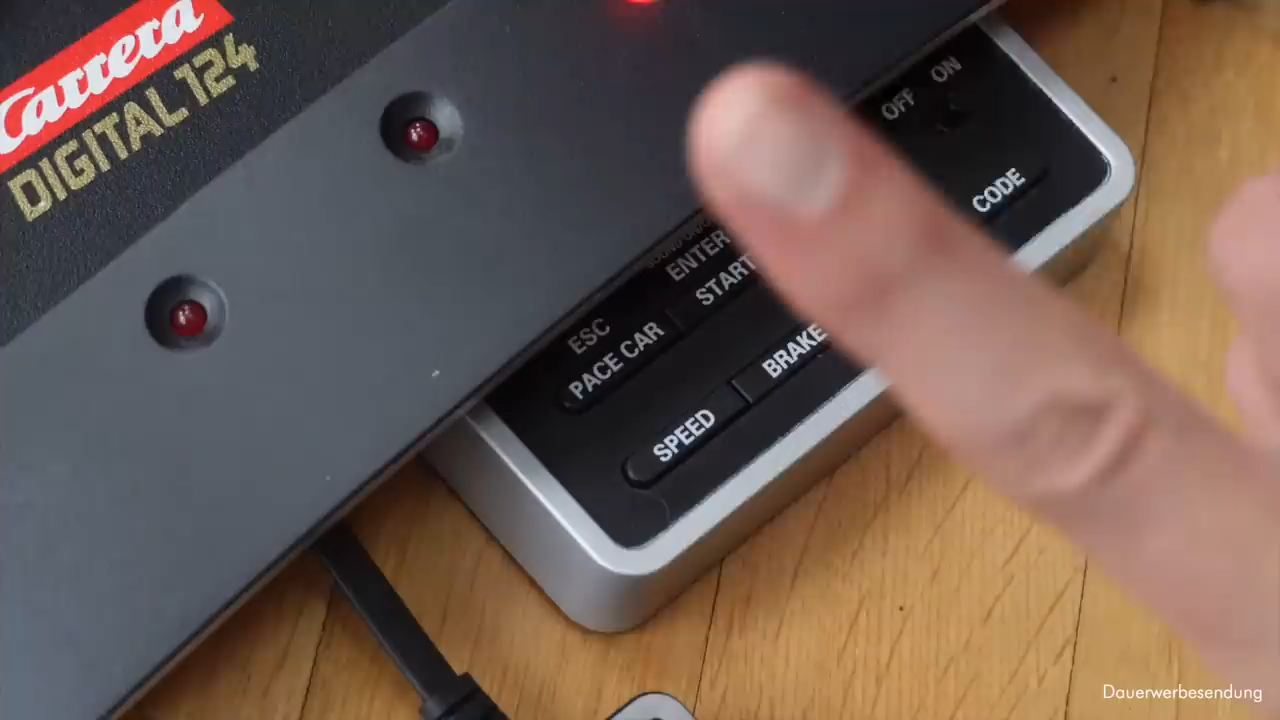 Carrera
DIGITAL 124
OFF ON
CODE
ENTER
START
ESC
PACE CAR
BRAKE
SPEED
Dauerwerbesendung